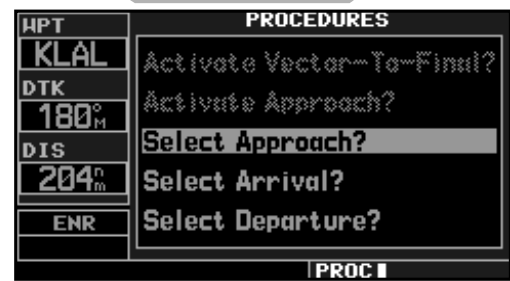 WPT
KLAL
DTK
180°M
DIS
204nm
ENR
PROCEDURES
Activate Vector-To-Final?
Activate Approach?
Select Approach?
Select Arrival?
Select Departure?
PROC